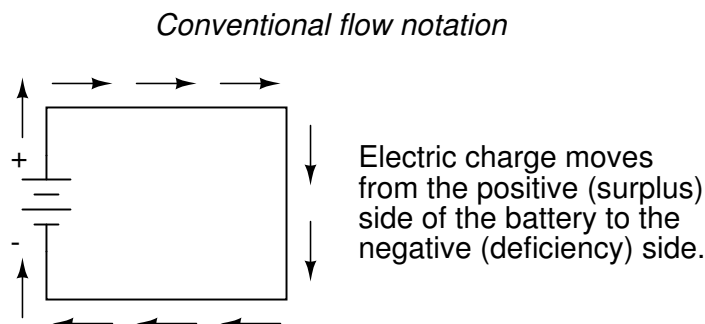 Conventional flow notation
+
-
Electric charge moves
from the positive (surplus)
side of the battery to the
negative (deficiency) side.